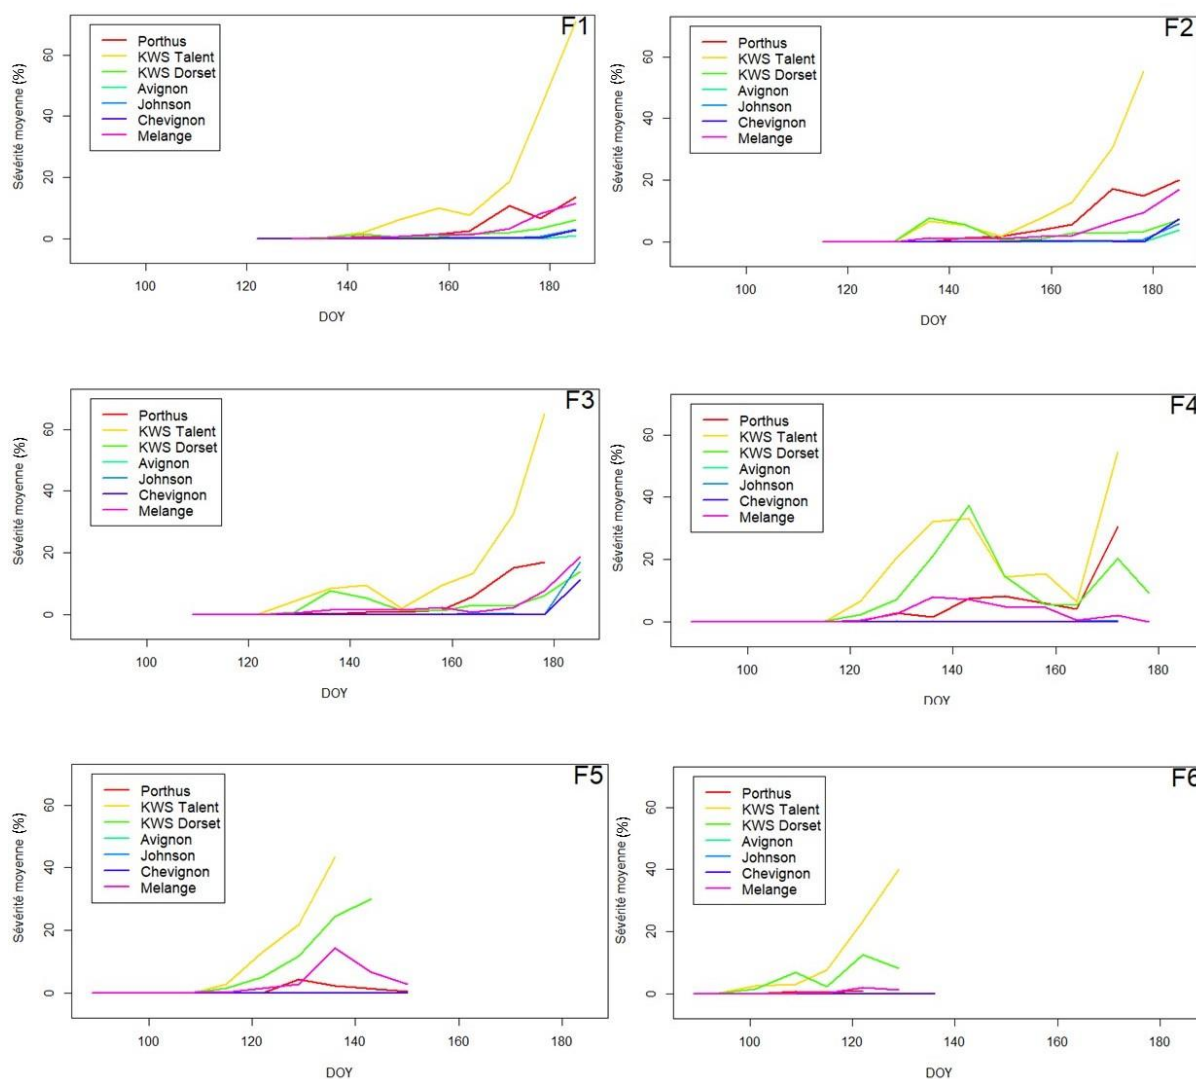 F1
Porthus
KWS Talent
KWS Dorset
Avignon
Johnson
Chevignon
Melange
Sévérité moyenne (%)
0 20 40 60
100 120 140 160 180
DOY
F2
Porthus
KWS Talent
KWS Dorset
Avignon
Johnson
Chevignon
Melange
Sévérité moyenne (%)
0 20 40 60
100 120 140 160 180
DOY
F3
Porthus
KWS Talent
KWS Dorset
Avignon
Johnson
Chevignon
Melange
Sévérité moyenne (%)
0 20 40 60
100 120 140 160 180
DOY
F4
Porthus
KWS Talent
KWS Dorset
Avignon
Johnson
Chevignon
Melange
Sévérité moyenne (%)
0 20 40 60
100 120 140 160 180
DOY
F5
Porthus
KWS Talent
KWS Dorset
Avignon
Johnson
Chevignon
Melange
Sévérité moyenne (%)
0 20 40 60
100 120 140 160 180
DOY
F6
Porthus
KWS Talent
KWS Dorset
Avignon
Johnson
Chevignon
Melange
Sévérité moyenne (%)
0 20 40 60
100 120 140 160 180
DOY